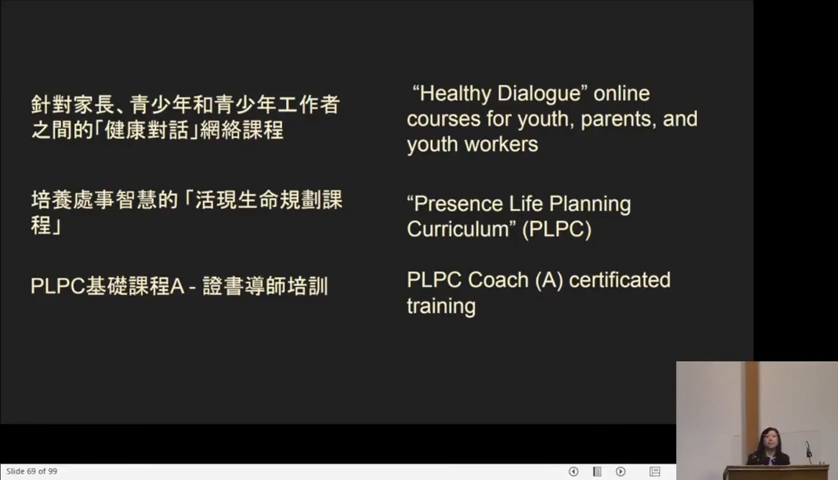 針對家長、青少年和青少年工作者
之間的「健康對話」網絡課程
培養處事智慧的「活現生命規劃課
程」
PLPC基礎課程A - 證書導師培訓
“Healthy Dialogue” online
courses for youth, parents, and
youth workers
“Presence Life Planning
Curriculum” (PLPC)
PLPC Coach (A) certificated
training
Slide 69 of 99